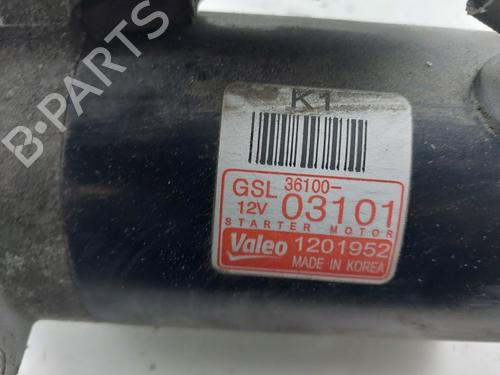 B-PARTS
K1
GSL 36100-
12V 03101
STARTER MOTOR
Valeo 1201952
MADE IN KOREA